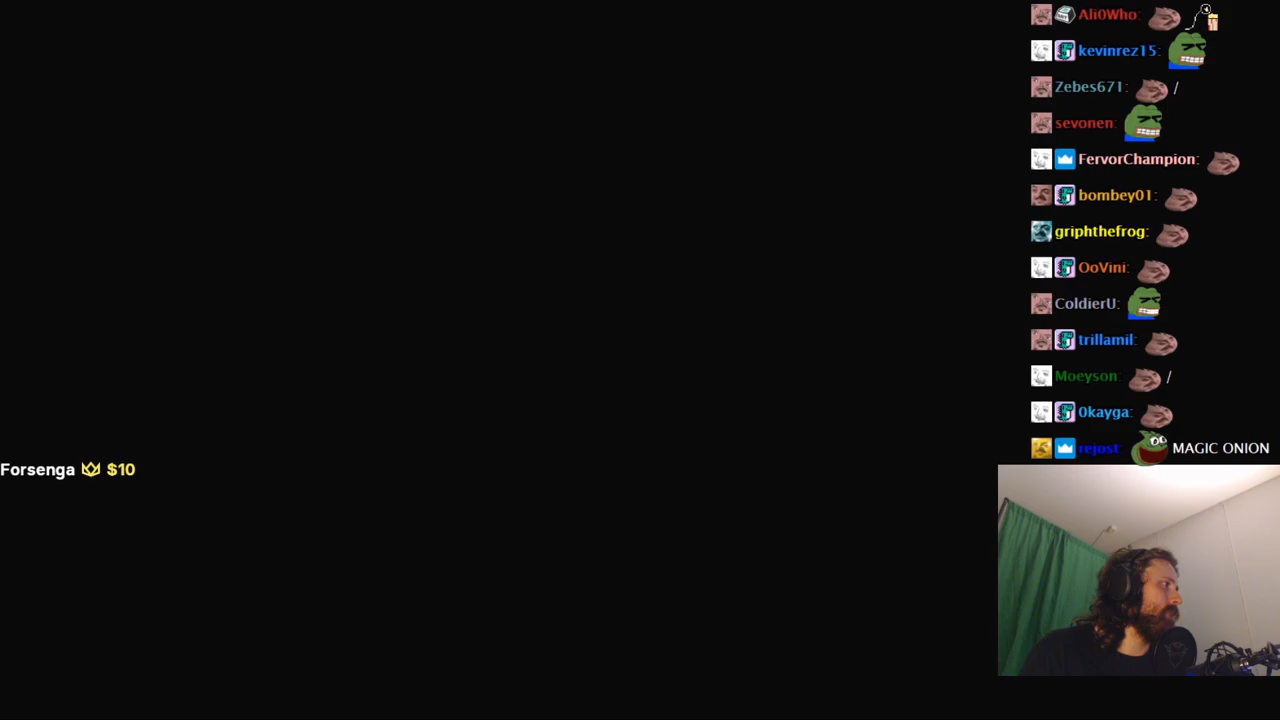 Ali0Who:
kevinrez15:
Zebes671: /
sevonen:
FervorChampion:
bombey01:
griphthefrog:
OoVini:
ColdierU:
trillamil:
Moeyson: /
0kayga:
rejost: MAGIC ONION
Forsenga $10